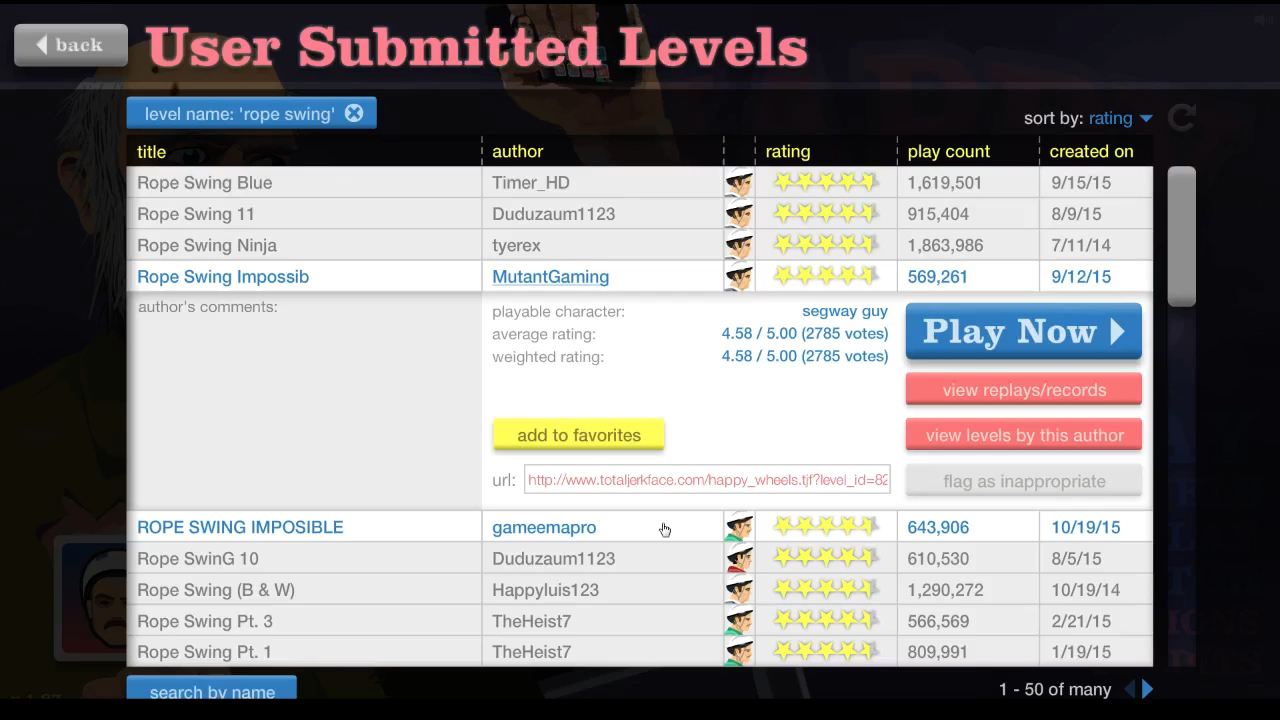 back
User Submitted Levels
level name: 'rope swing'
sort by: rating
title author rating play count created on
Rope Swing Blue Timer_HD 1,619,501 9/15/15
Rope Swing 11 Duduzaum1123 915,404 8/9/15
Rope Swing Ninja tyerex 1,863,986 7/11/14
Rope Swing Impossib MutantGaming 569,261 9/12/15
author's comments:
playable character: segway guy
average rating: 4.58 / 5.00 (2785 votes)
weighted rating: 4.58 / 5.00 (2785 votes)
Play Now
view replays/records
add to favorites
view levels by this author
url: http://www.totaljerkface.com/happy_wheels.tjf?level_id=82
flag as inappropriate
ROPE SWING IMPOSIBLE gameemapro 643,906 10/19/15
Rope SwinG 10 Duduzaum1123 610,530 8/5/15
Rope Swing (B & W) Happyluis123 1,290,272 10/19/14
Rope Swing Pt. 3 TheHeist7 566,569 2/21/15
Rope Swing Pt. 1 TheHeist7 809,991 1/19/15
search by name
1 - 50 of many